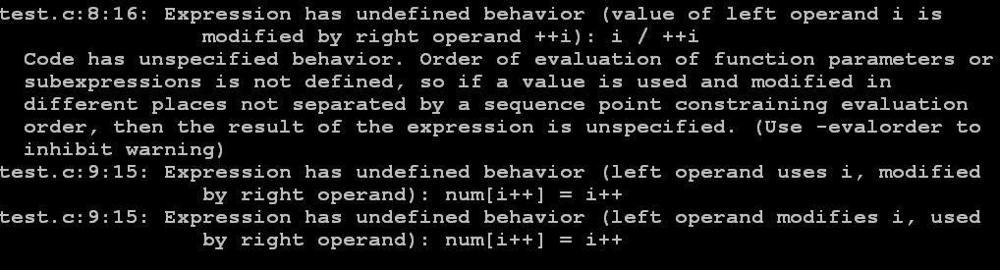 test.c:8:16: Expression has undefined behavior (value of left operand i is
modified by right operand ++i): i / ++i
Code has unspecified behavior. Order of evaluation of function parameters or
subexpressions is not defined, so if a value is used and modified in
different places not separated by a sequence point constraining evaluation
order, then the result of the expression is unspecified. (Use -evalorder to
inhibit warning)
test.c:9:15: Expression has undefined behavior (left operand uses i, modified
by right operand): num[i++] = i++
test.c:9:15: Expression has undefined behavior (left operand modifies i, used
by right operand): num[i++] = i++